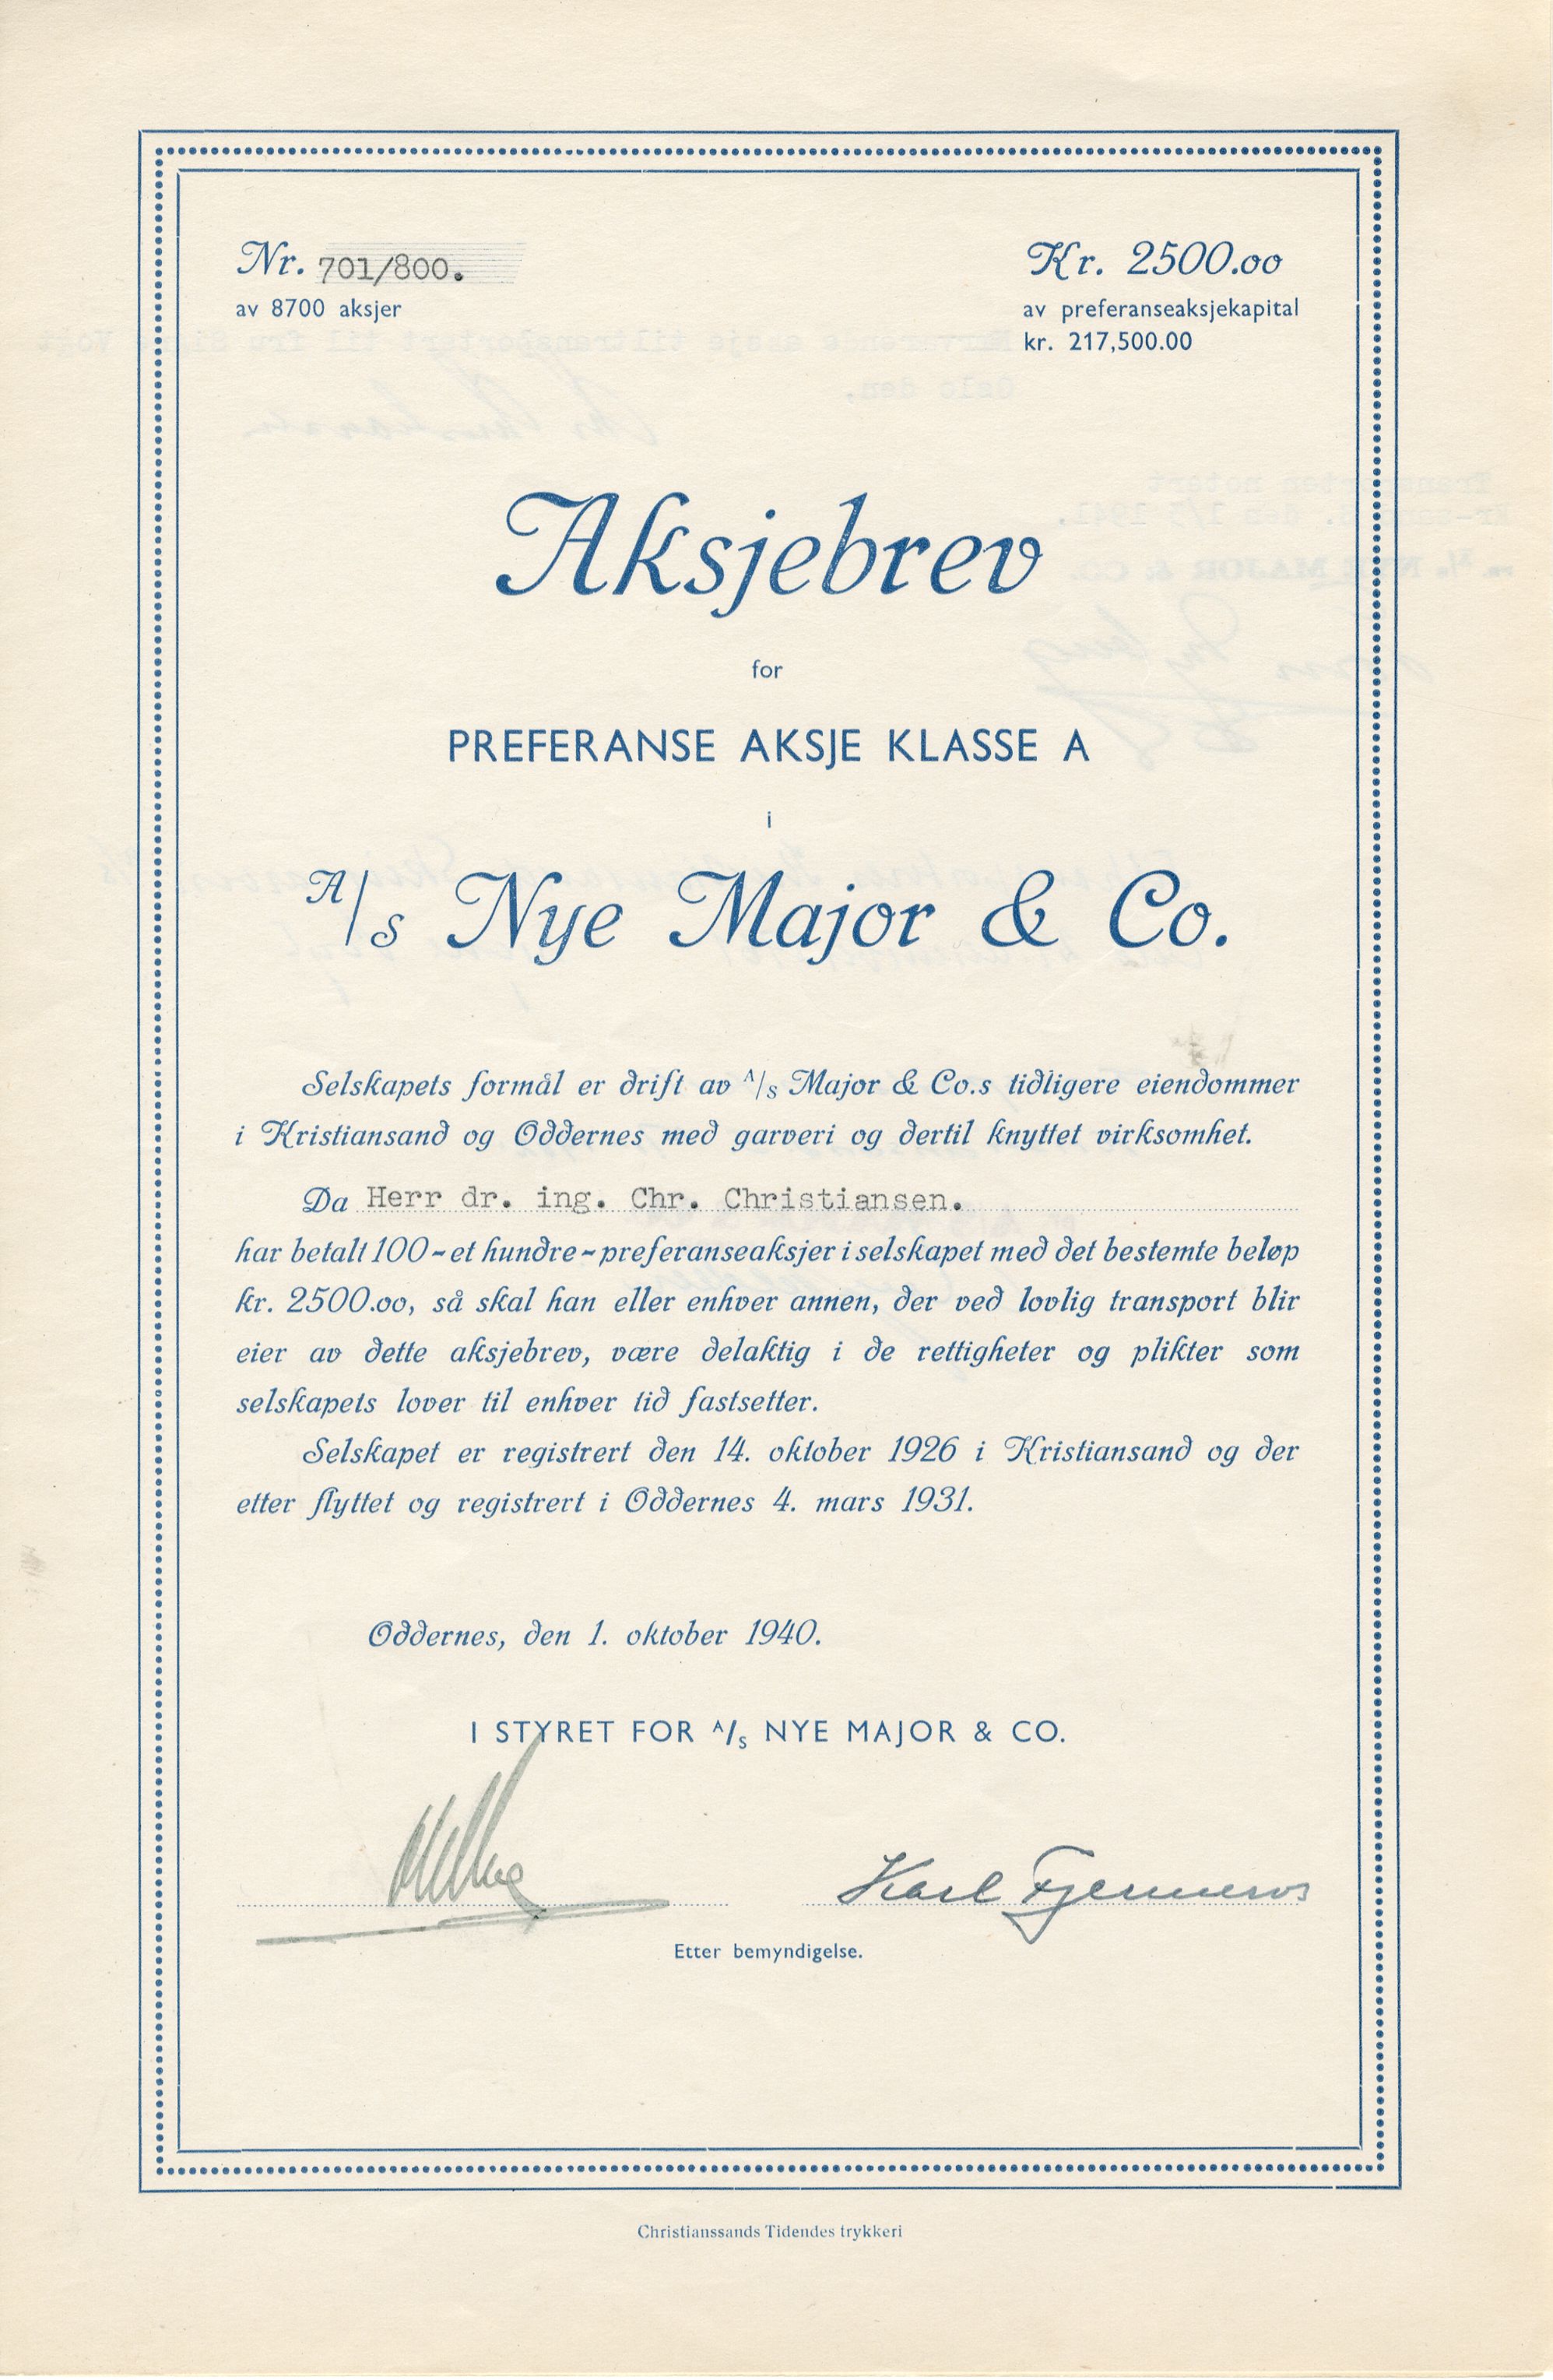 Nr. 701/800.
av 8700 aksjer
Kr. 2500.oo
av preferanseaksjekapital
kr. 217,500.00
Aksjebrev
for
PREFERANSE AKSJE KLASSE A
i
A/s Nye Major & Co.
Selskapets formål er drift av A/s Major & Co.s tidligere eiendommer
i Kristiansand og Oddernes med garveri og dertil knyttet virksomhet.
Da Herr dr. ing. Chr. Christiansen.
har betalt 100 ~ et hundre ~ preferanseaksjer i selskapet med det bestemte beløp
kr. 2500.oo, så skal han eller enhver annen, der ved lovlig transport blir
eier av dette aksjebrev, være delaktig i de rettigheter og plikter som
selskapets lover til enhver tid fastsetter.
Selskapet er registrert den 14. oktober 1926 i Kristiansand og der
etter flyttet og registrert i Oddernes 4. mars 1931.
Oddernes, den 1. oktober 1940.
I STYRET FOR A/s NYE MAJOR & CO.
Karl
Etter bemyndigelse.
Christianssands Tidendes trykkeri